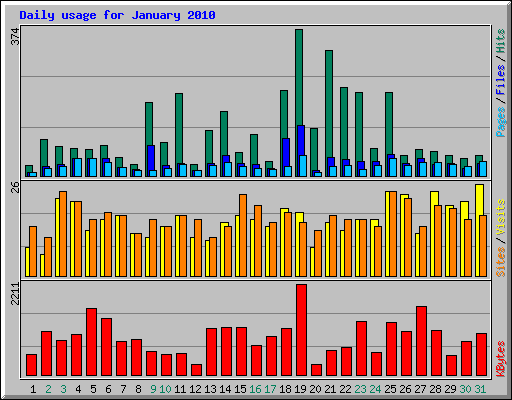 Daily usage for January 2010
374
Pages / Files / Hits
26
Sites / Visits
2211
KBytes
1 2 3 4 5 6 7 8 9 10 11 12 13 14 15 16 17 18 19 20 21 22 23 24 25 26 27 28 29 30 31